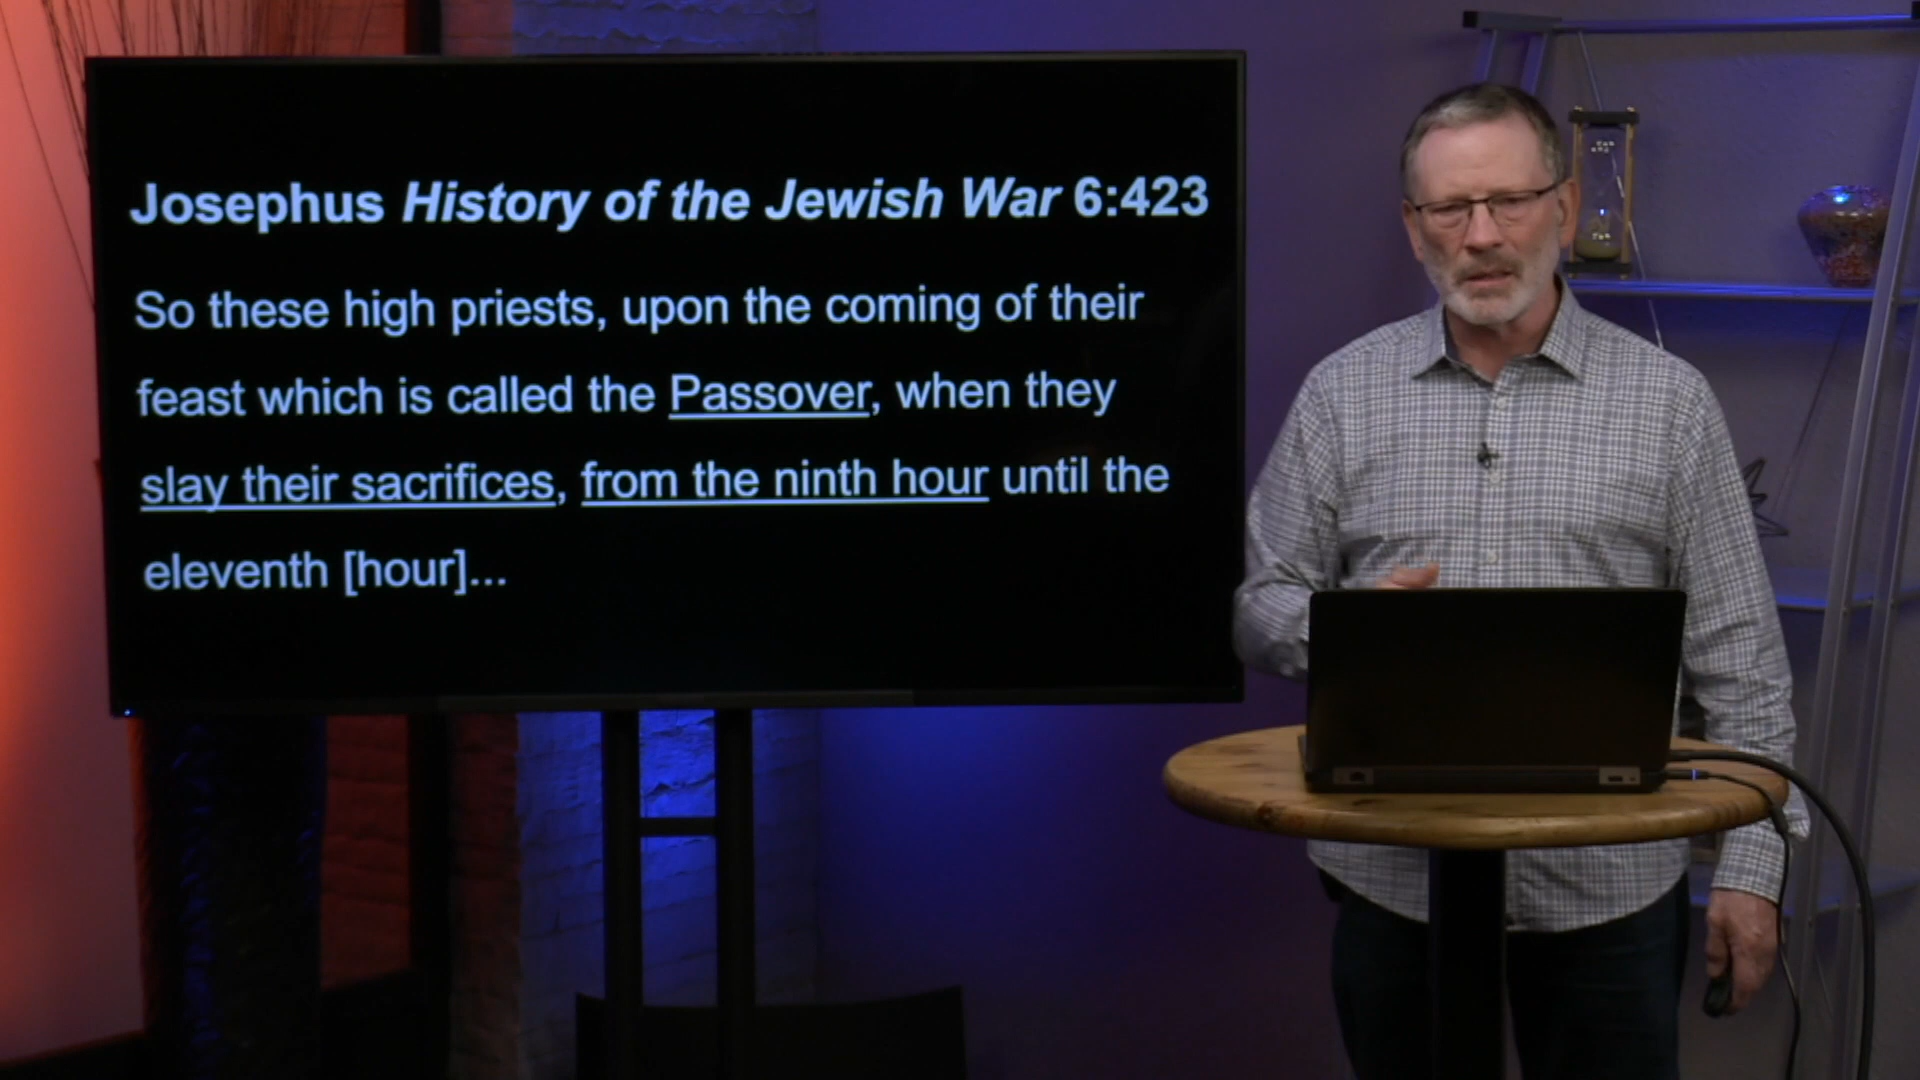 Josephus History of the Jewish War 6:423
So these high priests, upon the coming of their
feast which is called the Passover, when they
slay their sacrifices, from the ninth hour until the
eleventh [hour]...